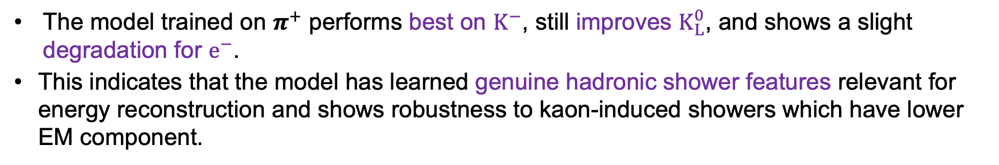 • The model trained on π⁺ performs best on K⁻, still improves K⁰_L, and shows a slight
degradation for e⁻.
• This indicates that the model has learned genuine hadronic shower features relevant for
energy reconstruction and shows robustness to kaon-induced showers which have lower
EM component.